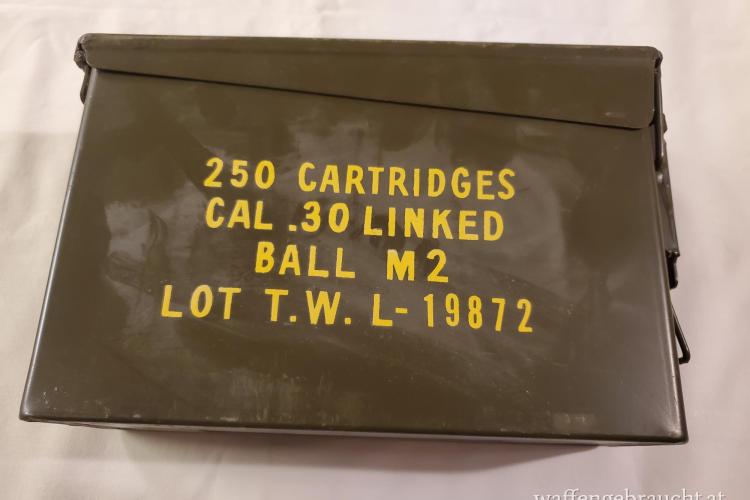 250 CARTRIDGES
CAL .30 LINKED
BALL M2
LOT T.W. L-19872
waffengebraucht.at